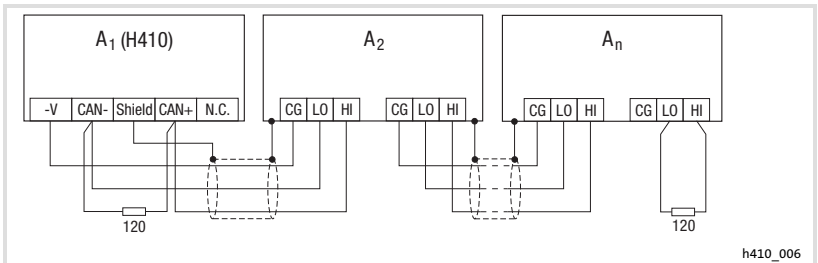 A1 (H410) A2 An
-V CAN- Shield CAN+ N.C. CG LO HI CG LO HI CG LO HI CG LO HI
120 120
h410_006